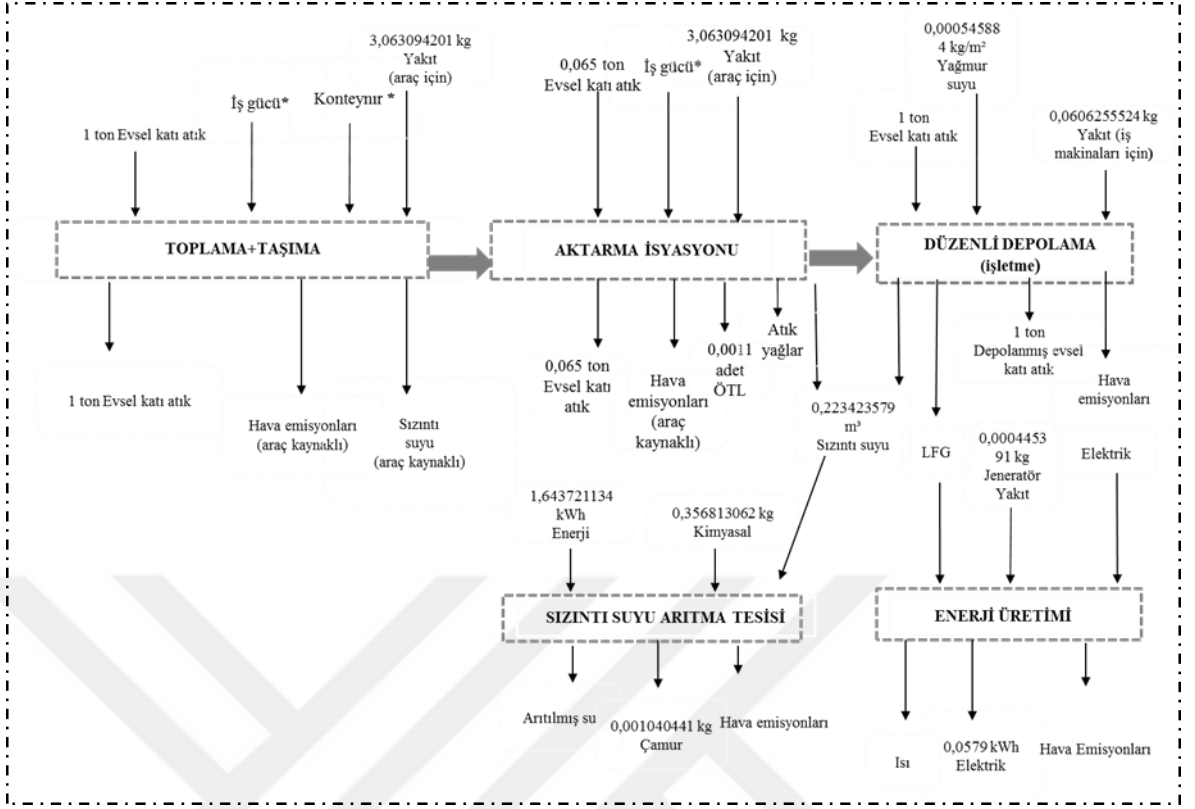 1 ton Evsel katı atık
İş gücü*
Konteynır *
3,063094201 kg
Yakıt
(araç için)
0,065 ton
Evsel katı atık
İş gücü*
3,063094201 kg
Yakıt
(araç için)
1 ton
Evsel katı atık
0,00054588
4 kg/m²
Yağmur
suyu
0,0606255524 kg
Yakıt (iş
makinaları için)
TOPLAMA+TAŞIMA
AKTARMA İSYASYONU
DÜZENLİ DEPOLAMA
(işletme)
1 ton Evsel katı atık
Hava emisyonları
(araç kaynaklı)
Sızıntı
suyu
(araç kaynaklı)
0,065 ton
Evsel katı
atık
Hava
emisyonları
(araç
kaynaklı)
0,0011
adet
ÖTL
Atık
yağlar
0,223423579
m³
Sızıntı suyu
LFG
1 ton
Depolanmış evsel
katı atık
Hava
emisyonları
1,643721134
kWh
Enerji
0,356813062 kg
Kimyasal
0,0004453
91 kg
Jeneratör
Yakıt
Elektrik
SIZINTI SUYU ARITMA TESİSİ
ENERJİ ÜRETİMİ
Arıtılmış su
0,001040441 kg
Çamur
Hava emisyonları
Isı
0,0579 kWh
Elektrik
Hava Emisyonları